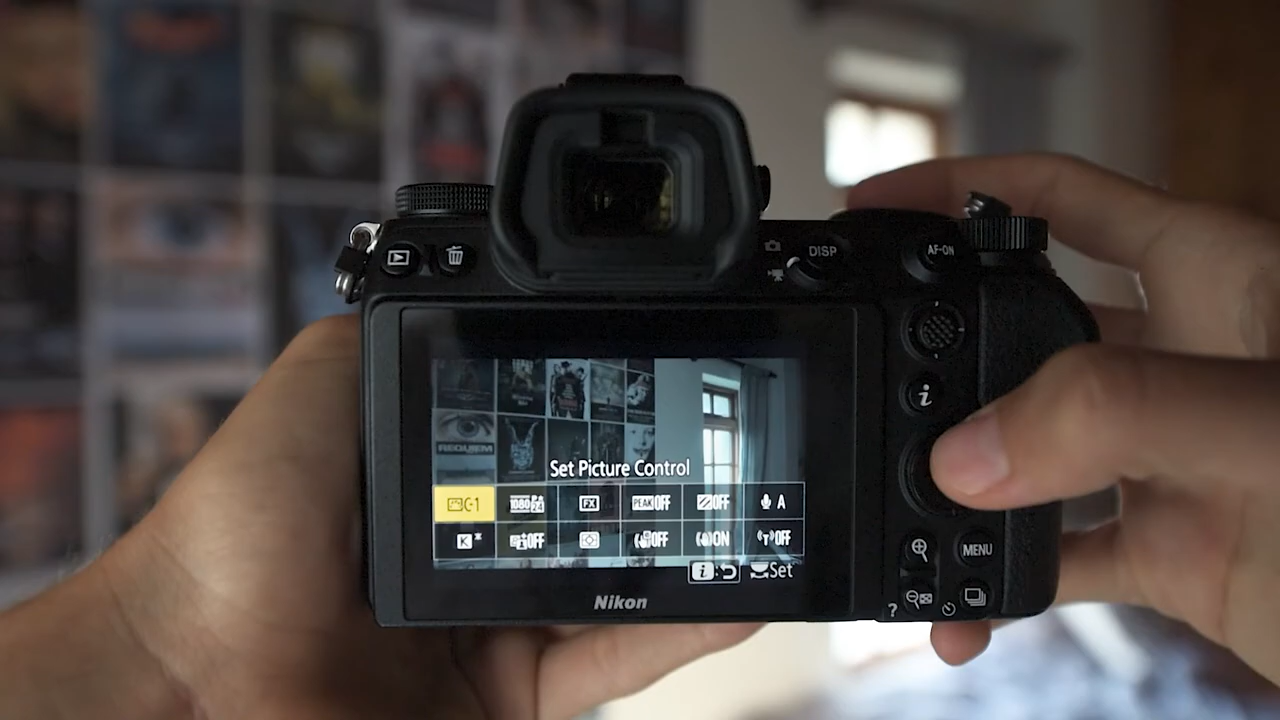 DISP
AF-ON
i
REQUIEM
Set Picture Control
C-1
1080 24
FX
PEAK OFF
OFF
A
K*
OFF
OFF
ON
OFF
i
Set
MENU
Nikon
?